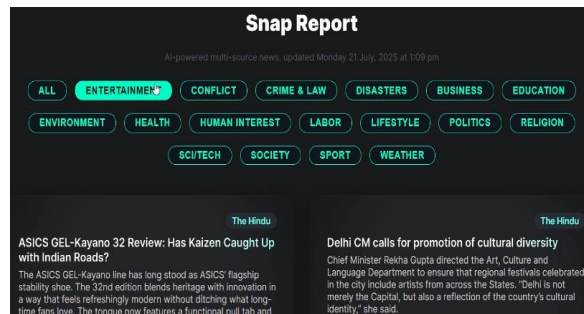 Snap Report
AI-powered multi-source news, updated Monday 21 July, 2025 at 1:09 pm
ALL ENTERTAINMENT CONFLICT CRIME & LAW DISASTERS BUSINESS EDUCATION
ENVIRONMENT HEALTH HUMAN INTEREST LABOR LIFESTYLE POLITICS RELIGION
SCI/TECH SOCIETY SPORT WEATHER
The Hindu
ASICS GEL-Kayano 32 Review: Has Kaizen Caught Up
with Indian Roads?
The ASICS GEL-Kayano line has long stood as ASICS' flagship
stability shoe. The 32nd edition blends heritage with innovation in
a way that feels refreshingly modern without ditching what long-
time fans love. The tongue now features a functional pull tab and
The Hindu
Delhi CM calls for promotion of cultural diversity
Chief Minister Rekha Gupta directed the Art, Culture and
Language Department to ensure that regional festivals celebrated
in the city include artists from across the States. "Delhi is not
merely the Capital, but also a reflection of the country's cultural
identity," she said.